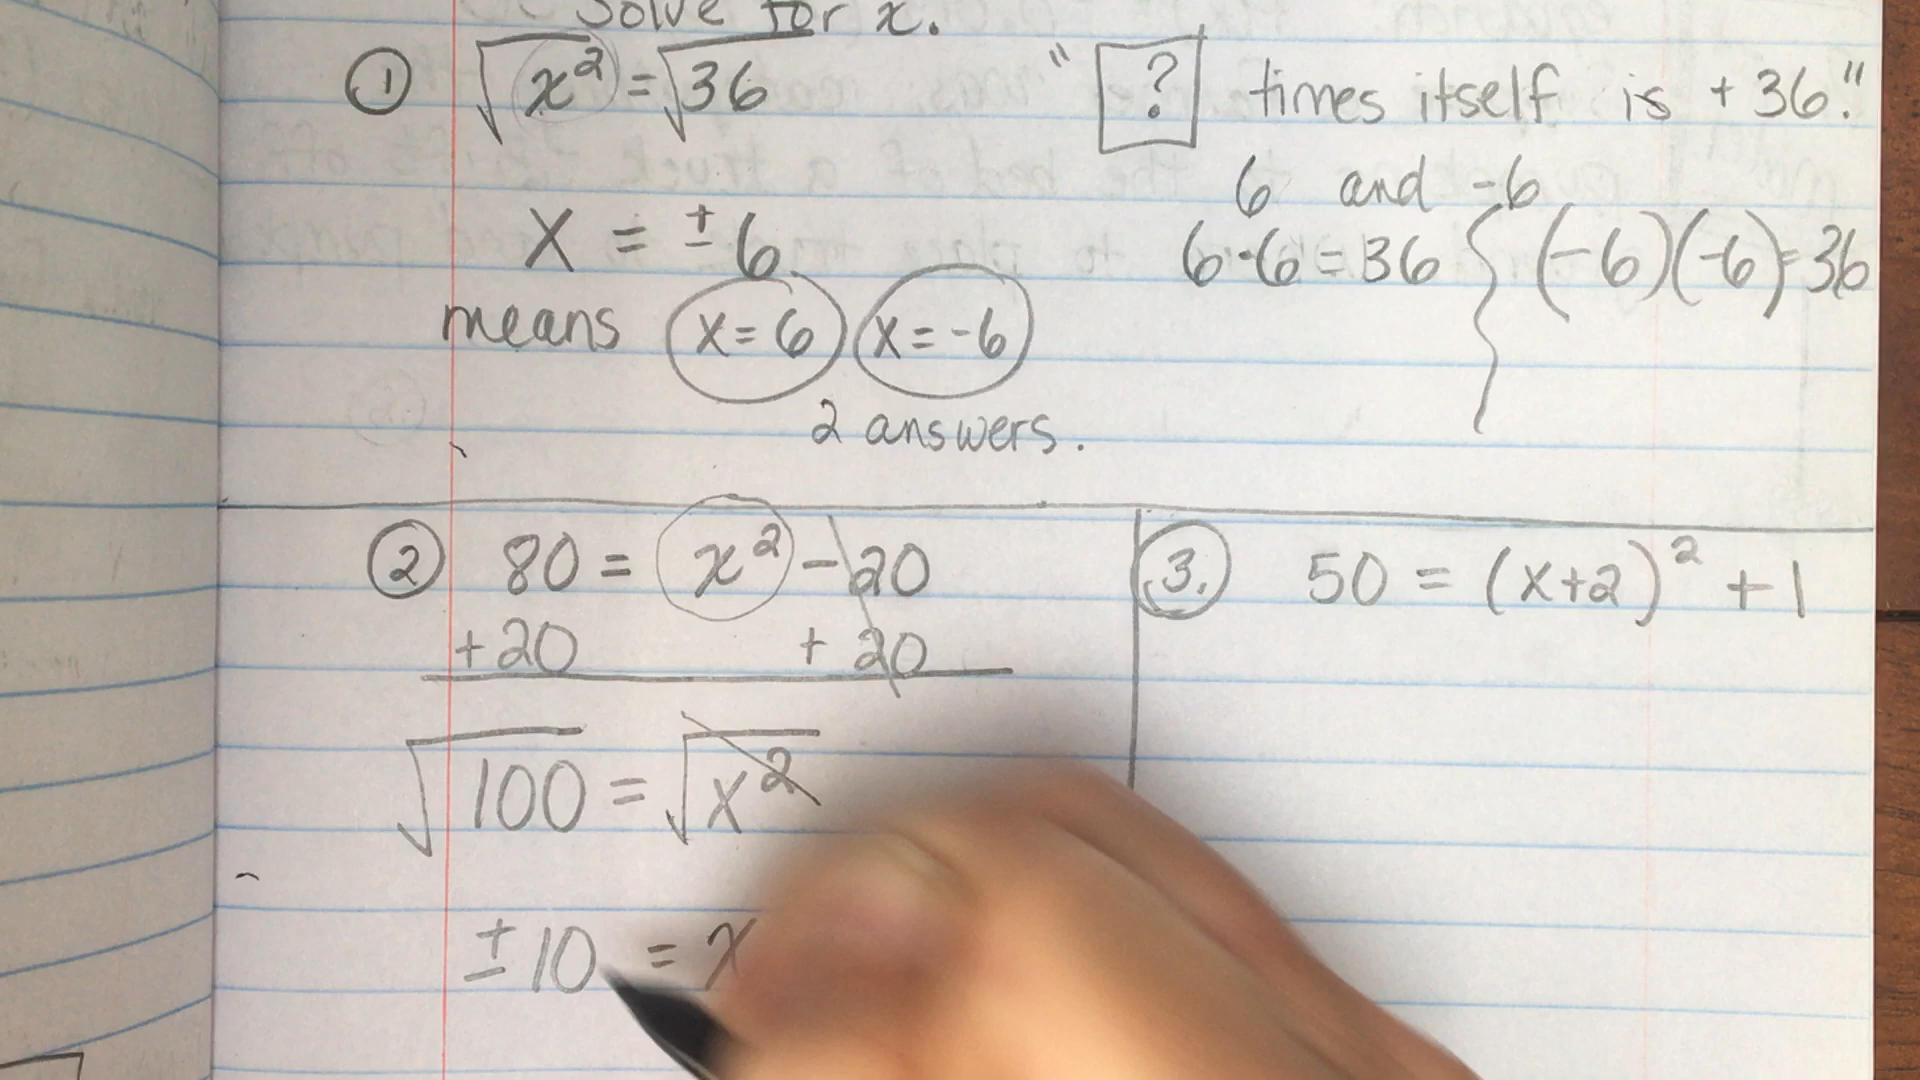 Solve for x.
① √x² = √36
"[?] times itself is +36."
6 and -6
6·6 = 36 { (-6)(-6) = 36
X = ±6
means x = 6 x = -6
2 answers.
② 80 = x² - 20
+20 + 20
√100 = √x²
±10 = x
3. 50 = (x+2)² + 1